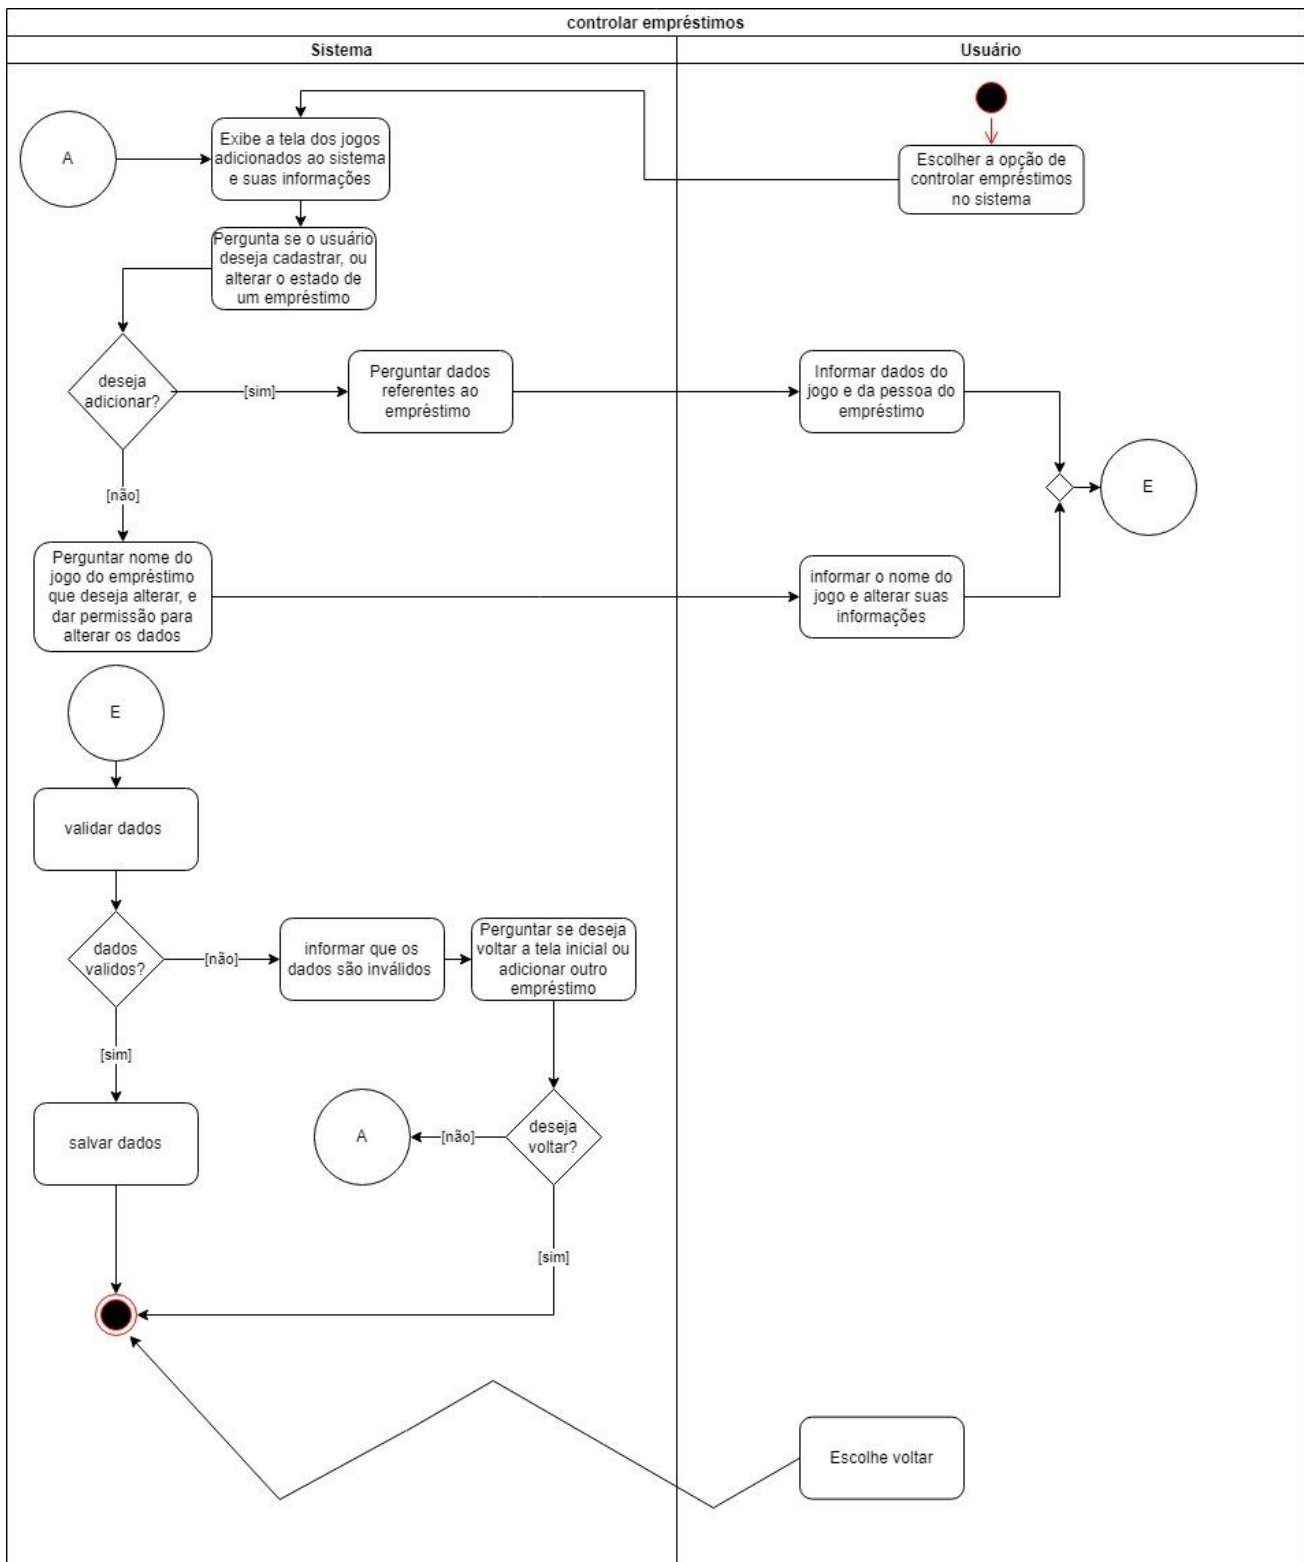 controlar empréstimos
Sistema
Usuário
A
Exibe a tela dos jogos
adicionados ao sistema
e suas informações
Escolher a opção de
controlar empréstimos
no sistema
Pergunta se o usuário
deseja cadastrar, ou
alterar o estado de
um empréstimo
deseja
adicionar?
[sim]
Perguntar dados
referentes ao
empréstimo
Informar dados do
jogo e da pessoa do
empréstimo
[não]
E
Perguntar nome do
jogo do empréstimo
que deseja alterar, e
dar permissão para
alterar os dados
informar o nome do
jogo e alterar suas
informações
E
validar dados
dados
validos?
[não]
informar que os
dados são inválidos
Perguntar se deseja
voltar a tela inicial ou
adicionar outro
empréstimo
[sim]
salvar dados
A
[não]
deseja
voltar?
[sim]
Escolhe voltar